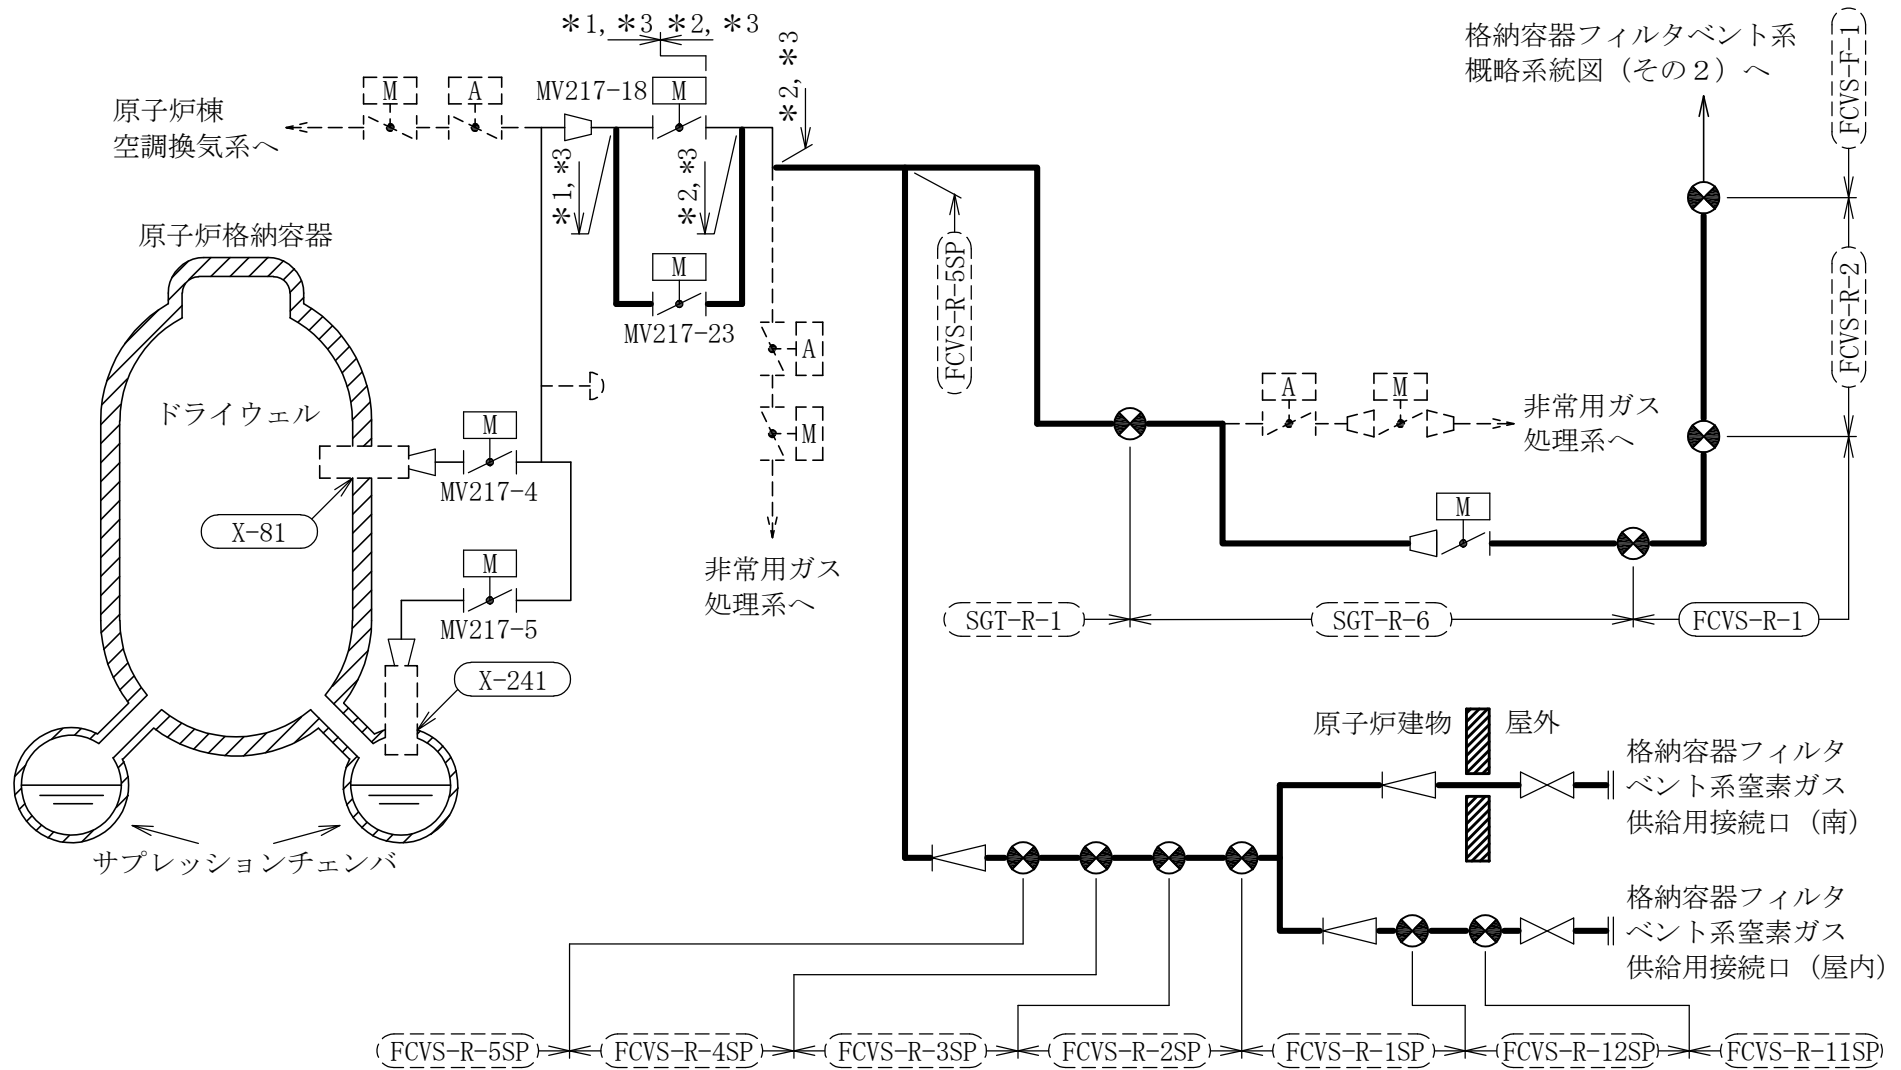 *1, *3 *2, *3
*2, *3
格納容器フィルタベント系
概略系統図（その２）へ
FCVS-F-1
原子炉棟
空調換気系へ
M
A
MV217-18
M
*1, *3
*2, *3
M
MV217-23
原子炉格納容器
FCVS-R-5SP
FCVS-R-2
A
M
ドライウェル
M
MV217-4
X-81
A
M
非常用ガス
処理系へ
M
M
MV217-5
非常用ガス
処理系へ
SGT-R-1
SGT-R-6
FCVS-R-1
X-241
原子炉建物
屋外
格納容器フィルタ
ベント系窒素ガス
供給用接続口（南）
サプレッションチェンバ
格納容器フィルタ
ベント系窒素ガス
供給用接続口（屋内）
FCVS-R-5SP
FCVS-R-4SP
FCVS-R-3SP
FCVS-R-2SP
FCVS-R-1SP
FCVS-R-12SP
FCVS-R-11SP